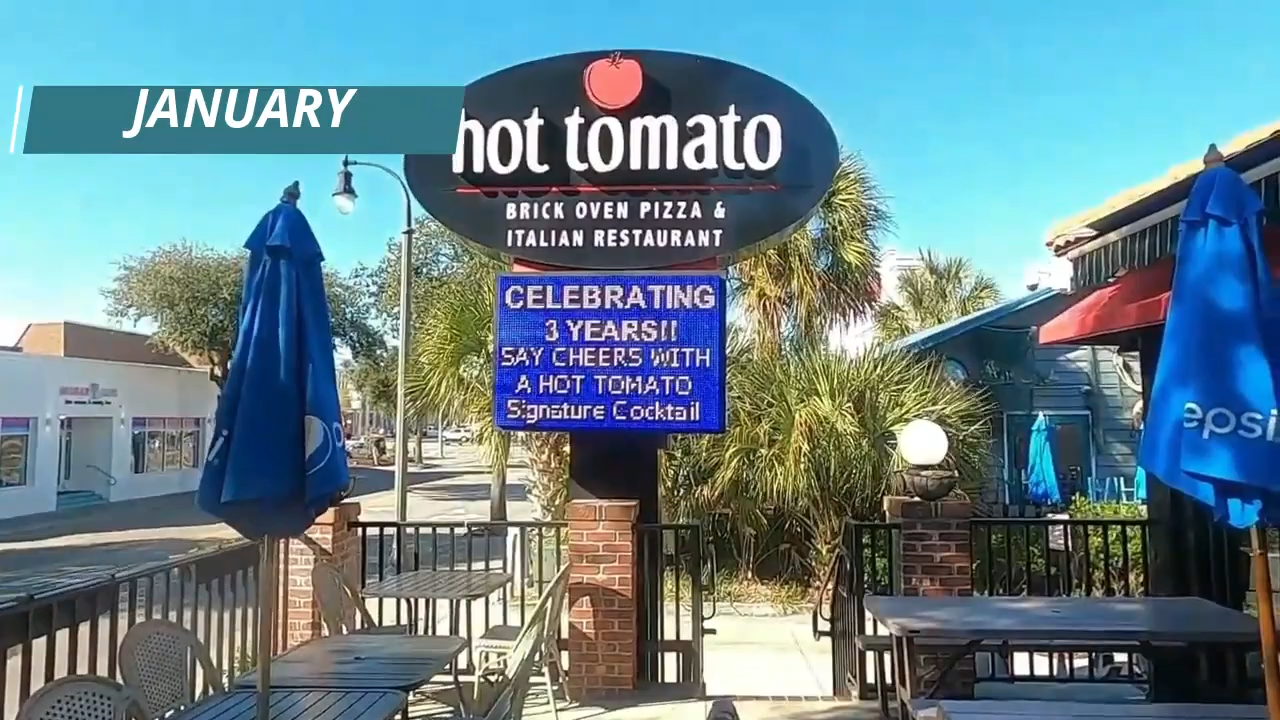 JANUARY
hot tomato
BRICK OVEN PIZZA &
ITALIAN RESTAURANT
CELEBRATING
3 YEARS!!
SAY CHEERS WITH
A HOT TOMATO
Signature Cocktail
epsi